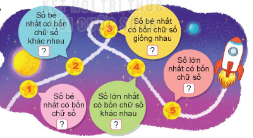 Số bé
nhất có bốn
chữ số
khác nhau
?
2
3
Số bé nhất
có bốn chữ số
giống nhau
?
Số lớn
nhất có bốn
chữ số
?
1
Số bé
nhất có bốn
chữ số
?
4
Số lớn nhất
có bốn chữ số
khác nhau
?
5